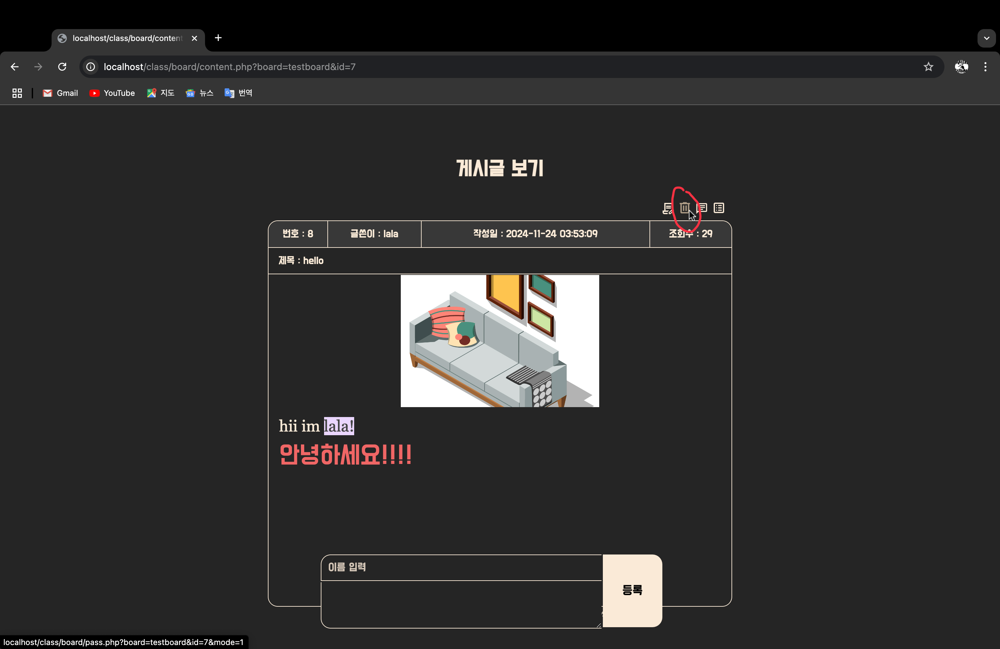 localhost/class/board/content
localhost/class/board/content.php?board=testboard&id=7
Gmail YouTube 지도 뉴스 번역
게시글 보기
번호 : 8 글쓴이 : lala 작성일 : 2024-11-24 03:53:09 조회수 : 29
제목 : hello
hii im lala!
안녕하세요!!!!
이름 입력
등록
localhost/class/board/pass.php?board=testboard&id=7&mode=1